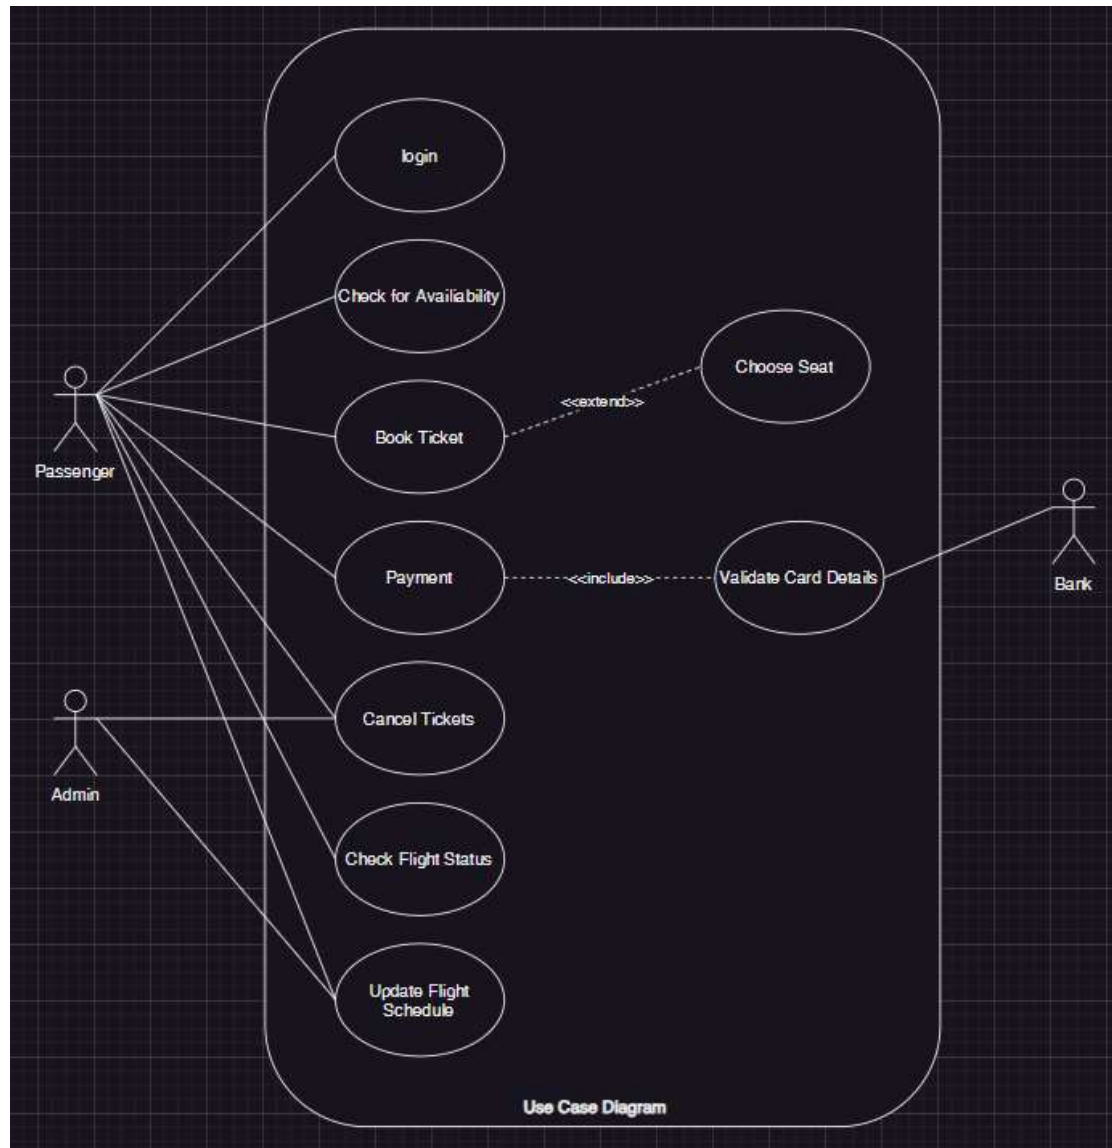 login
Check for Availiability
Choose Seat
<<extend>>
Book Ticket
Passenger
Payment
<<include>>
Validate Card Details
Bank
Cancel Tickets
Admin
Check Flight Status
Update Flight
Schedule
Use Case Diagram